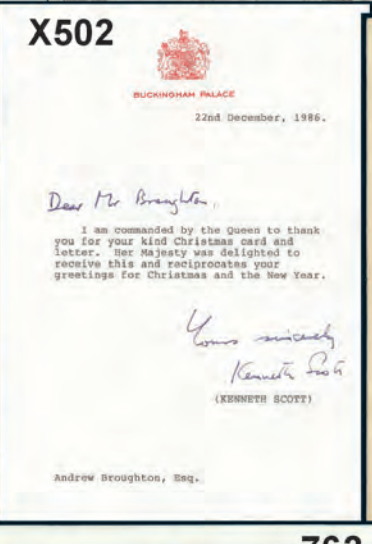 X502
BUCKINGHAM PALACE
22nd December, 1986.
Dear Mr Broughton,
I am commanded by the Queen to thank
you for your kind Christmas card and
letter. Her Majesty was delighted to
receive this and reciprocates your
greetings for Christmas and the New Year.
Yours sincerely
Kenneth Scott
(KENNETH SCOTT)
Andrew Broughton, Esq.